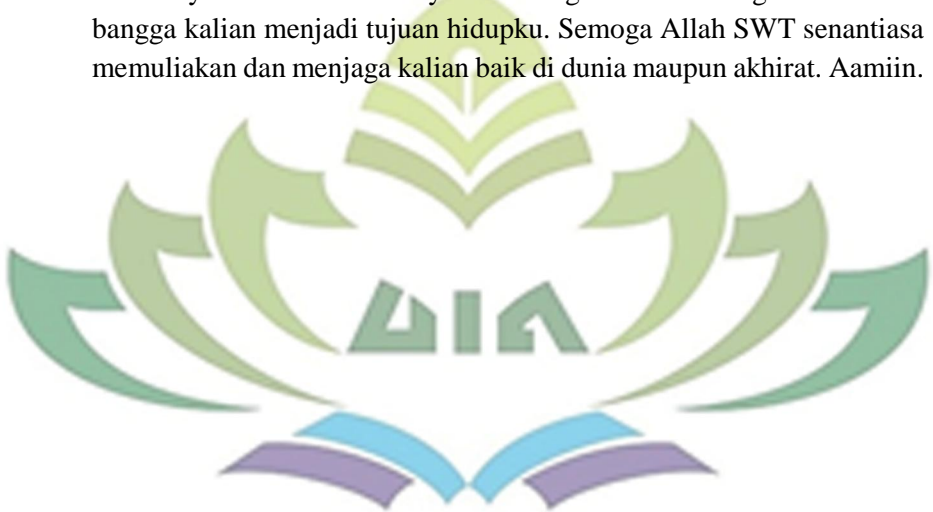 bangga kalian menjadi tujuan hidupku. Semoga Allah SWT senantiasa
memuliakan dan menjaga kalian baik di dunia maupun akhirat. Aamiin.
UIN